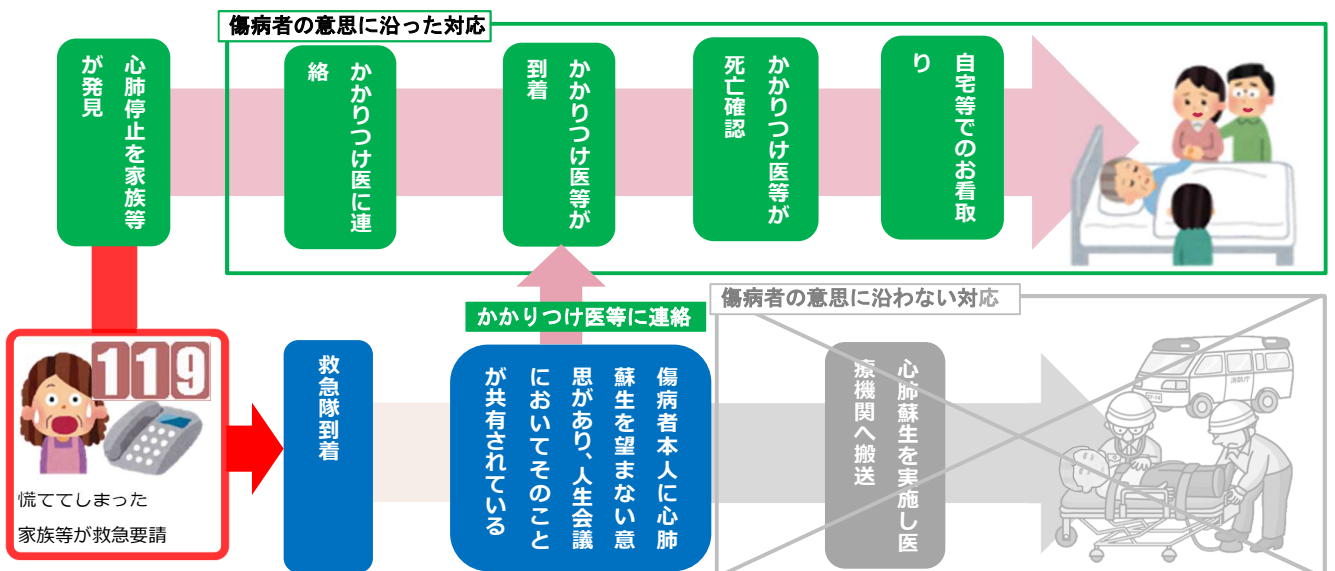 傷病者の意思に沿った対応
心肺停止を家族等
が発見
かかりつけ医に連
絡
かかりつけ医等が
到着
かかりつけ医等が
死亡確認
自宅等でのお看取
り
119
慌ててしまった
家族等が救急要請
救急隊到着
かかりつけ医等に連絡
傷病者本人に心肺
蘇生を望まない意
思があり、人生会議
においてそのこと
が共有されている
傷病者の意思に沿わない対応
心肺蘇生を実施し医
療機関へ搬送
消防庁